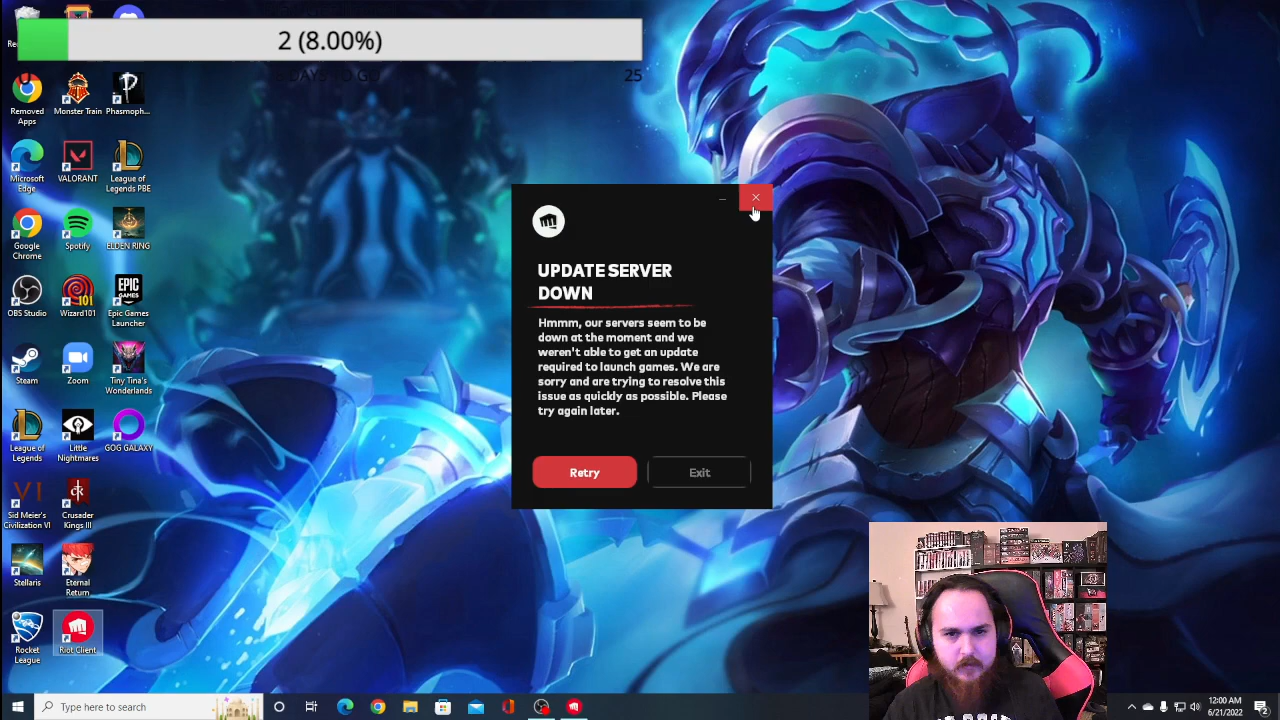 2 (8.00%)
25
Removed
Apps
Monster Train
Phasmoph...
Microsoft
Edge
VALORANT
League of
Legends PBE
Google
Chrome
Spotify
ELDEN RING
OBS Studio
Wizard101
Epic Games
Launcher
EPIC
GAMES
101
Steam
Zoom
Tiny Tina's
Wonderlands
League of
Legends
Little
Nightmares
GOG GALAXY
VI
Sid Meier's
Civilization VI
Crusader
Kings III
Stellaris
Eternal
Return
Rocket
League
Riot Client
UPDATE SERVER
DOWN
Hmmm, our servers seem to be
down at the moment and we
weren't able to get an update
required to launch games. We are
sorry and are trying to resolve this
issue as quickly as possible. Please
try again later.
Retry
Exit
Type here to search
12:00 AM
6/21/2022
2